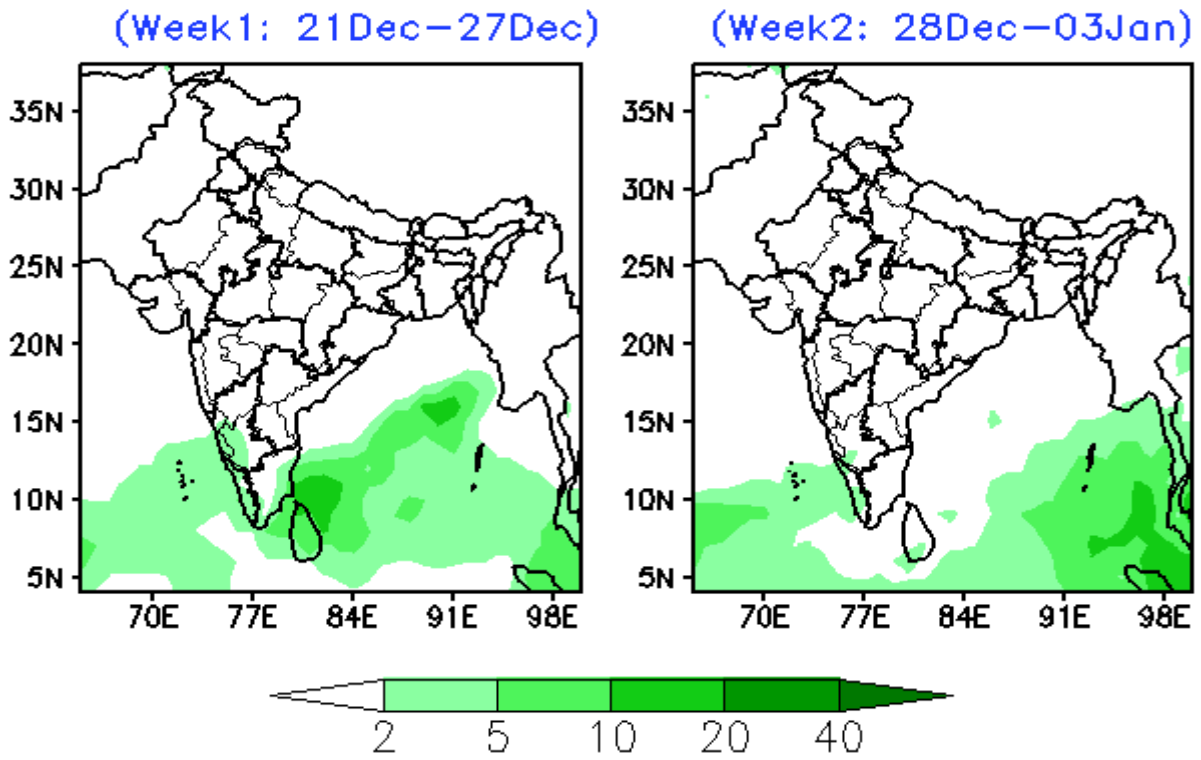 (Week1: 21Dec–27Dec)
(Week2: 28Dec–03Jan)
35N
30N
25N
20N
15N
10N
5N
70E 77E 84E 91E 98E
35N
30N
25N
20N
15N
10N
5N
70E 77E 84E 91E 98E
2 5 10 20 40